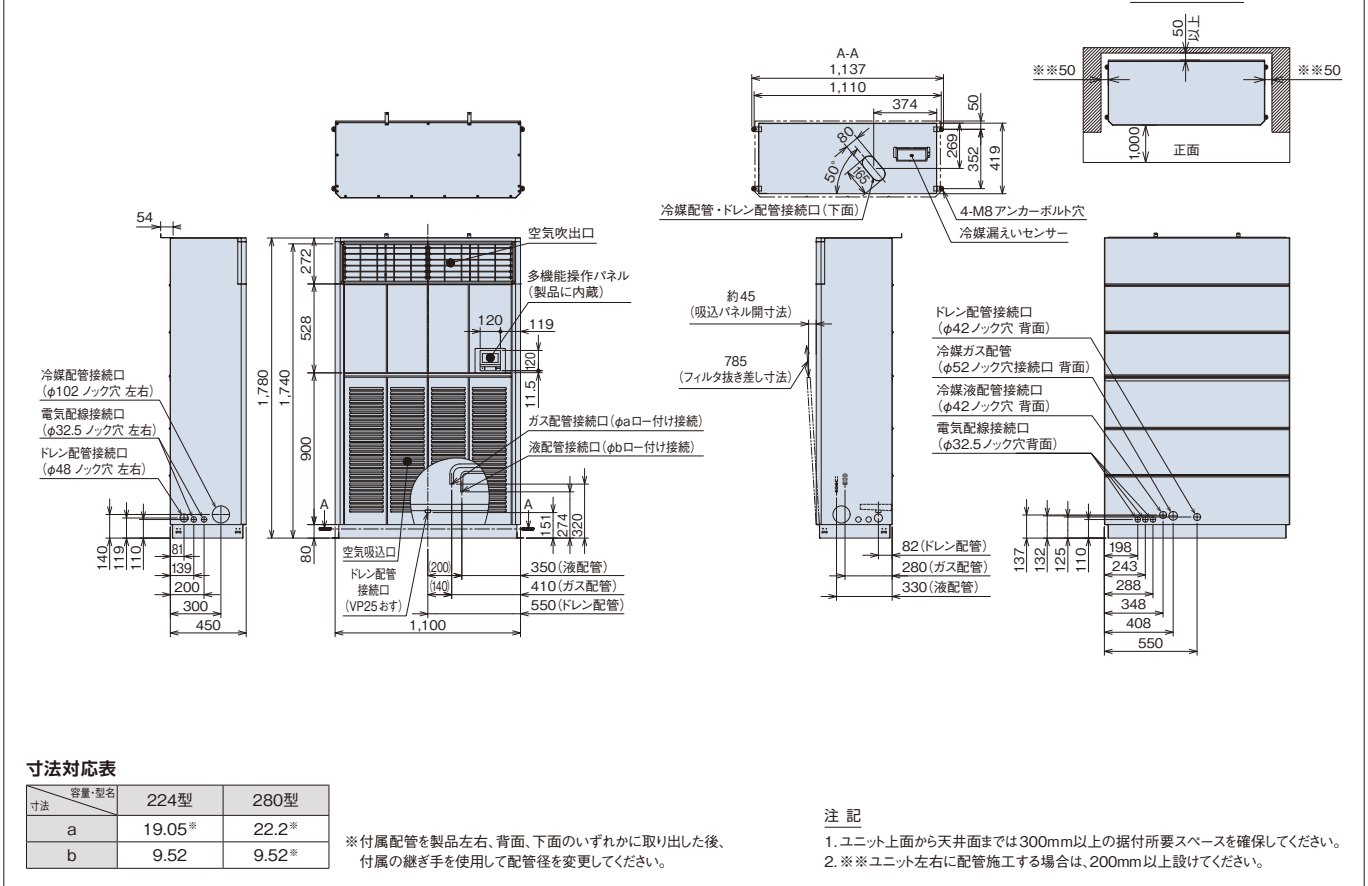 50
以上
※※50
※※50
1,000
正面
A-A
1,137
1,110
374
50
80
50°
165
269
352
419
冷媒配管・ドレン配管接続口(下面)
4-M8アンカーボルト穴
冷媒漏えいセンサー
54
272
528
900
80
1,780
1,740
空気吹出口
多機能操作パネル
(製品に内蔵)
120
119
120
11.5
ガス配管接続口(φaロー付け接続)
液配管接続口(φbロー付け接続)
冷媒配管接続口
(φ102 ノック穴 左右)
電気配線接続口
(φ32.5 ノック穴 左右)
ドレン配管接続口
(φ48 ノック穴 左右)
140
119
110
81
139
200
300
450
A
A
空気吸込口
ドレン配管
接続口
(VP25おす)
(200)
(140)
151
274
320
350(液配管)
410(ガス配管)
550(ドレン配管)
1,100
約45
(吸込パネル開寸法)
785
(フィルタ抜き差し寸法)
82(ドレン配管)
280(ガス配管)
330(液配管)
ドレン配管接続口
(φ42ノック穴 背面)
冷媒ガス配管
(φ52ノック穴接続口 背面)
冷媒液配管接続口
(φ42ノック穴 背面)
電気配線接続口
(φ32.5ノック穴背面)
137
132
125
110
198
243
288
348
408
550
寸法対応表
寸法 容量・型名 224型 280型
a 19.05※ 22.2※
b 9.52 9.52※
※付属配管を製品左右、背面、下面のいずれかに取り出した後、
付属の継ぎ手を使用して配管径を変更してください。
注 記
1. ユニット上面から天井面までは300mm以上の据付所要スペースを確保してください。
2. ※※ユニット左右に配管施工する場合は、200mm以上設けてください。